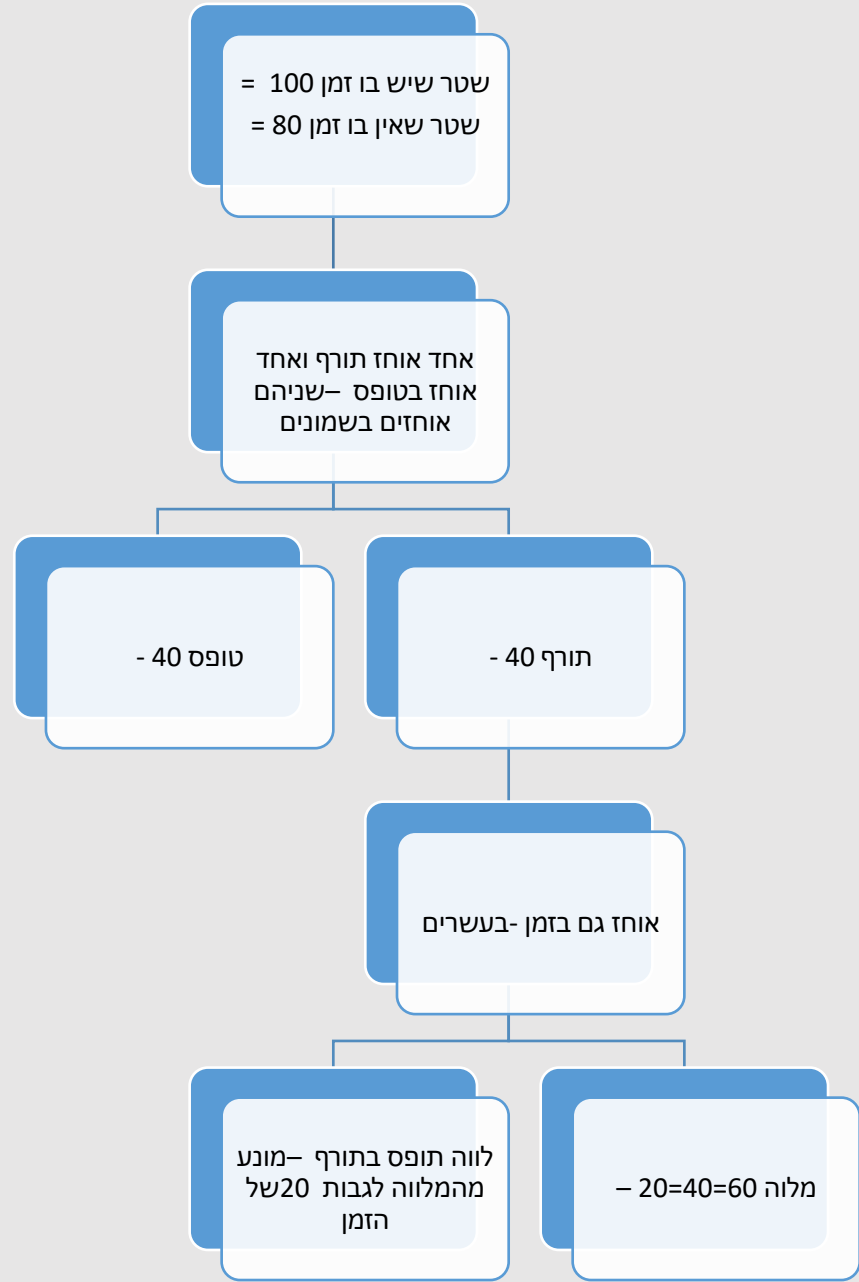 שטר שיש בו זמן 100 =
שטר שאין בו זמן 80 =
אחד אוחז תורף ואחד
אוחז בטופס – שניהם
אוחזים בשמונים
תורף 40 -
טופס 40 -
אוחז גם בזמן - בעשרים
מלוה 60=40=20 –
לווה תופס בתורף – מונע
מהמלווה לגבות 20 של
הזמן